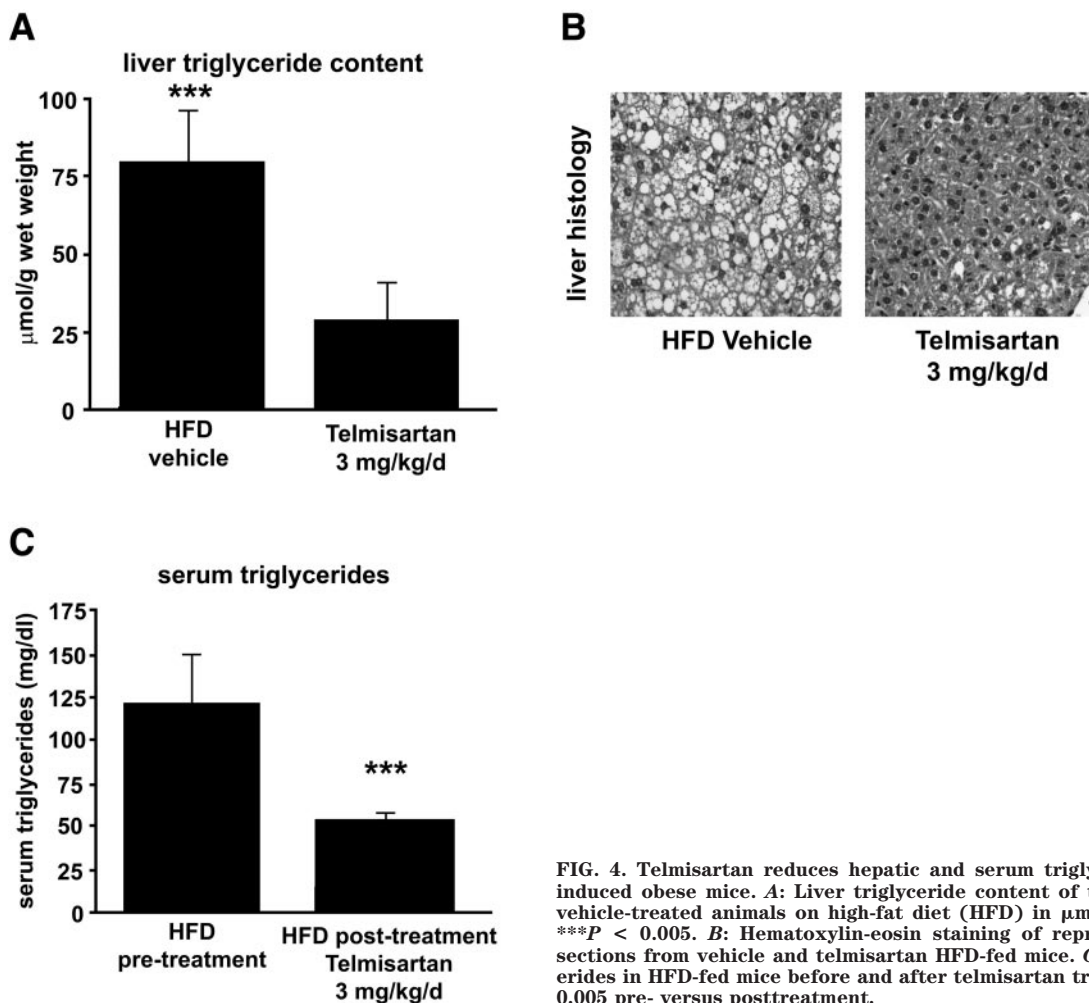 A
liver triglyceride content
***
100
75
50
25
0
μmol/g wet weight
HFD
vehicle
Telmisartan
3 mg/kg/d
B
liver histology
HFD Vehicle
Telmisartan
3 mg/kg/d
C
serum triglycerides
175
150
125
100
75
50
25
0
serum triglycerides (mg/dl)
***
HFD
pre-treatment
HFD post-treatment
Telmisartan
3 mg/kg/d
FIG. 4. Telmisartan reduces hepatic and serum trigly
induced obese mice. A: Liver triglyceride content of
vehicle-treated animals on high-fat diet (HFD) in μm
***P < 0.005. B: Hematoxylin-eosin staining of repr
sections from vehicle and telmisartan HFD-fed mice.
erides in HFD-fed mice before and after telmisartan tr
0.005 pre- versus posttreatment.